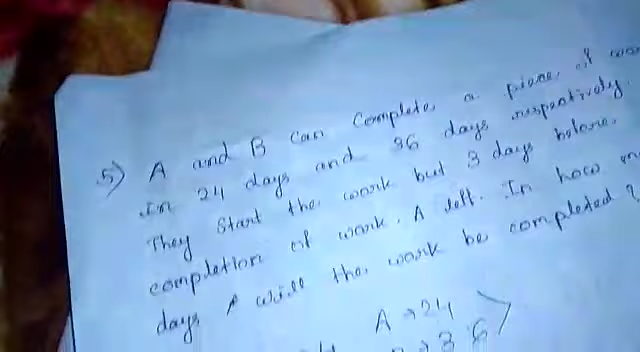 5) A and B can complete a piece of
in 24 days and 36 days respectively.
They start the work but 3 days before
completion of work, A left. In how
days will the work be completed ?
A → 24
36